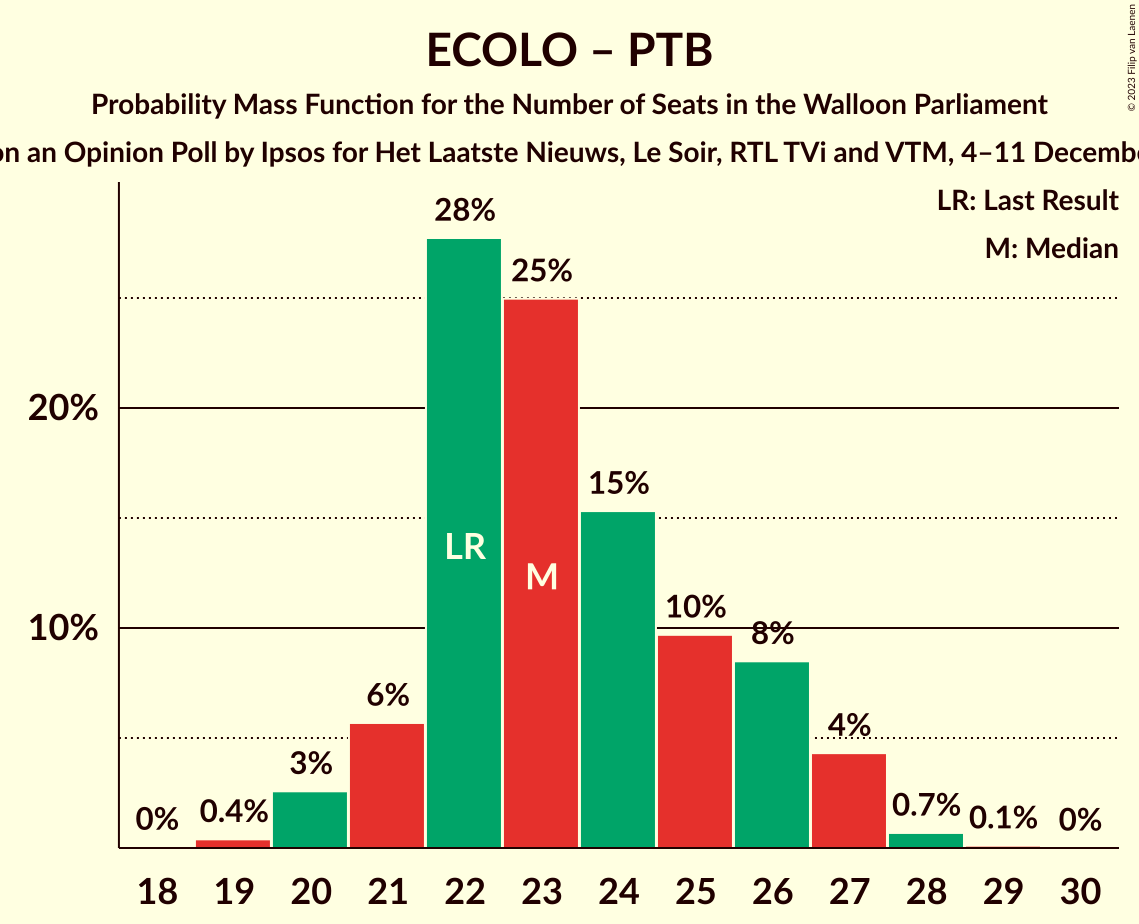 ECOLO – PTB
Probability Mass Function for the Number of Seats in the Walloon Parliament
on an Opinion Poll by Ipsos for Het Laatste Nieuws, Le Soir, RTL TVi and VTM, 4–11
© 2023 Filip van Laenen
LR: Last Result
M: Median
28%
25%
20%
15%
LR
M
10%
10%
8%
6%
4%
3%
0%
0.4%
0.7%
0.1%
0%
18 19 20 21 22 23 24 25 26 27 28 29 30